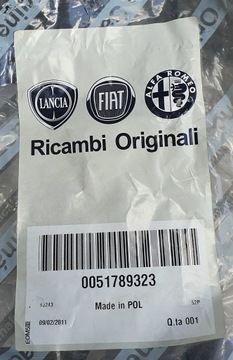 LANCIA FIAT ALFA ROMEO
Ricambi Originali
0051789323
Made in POL
09/02/2011 Q.ta 001